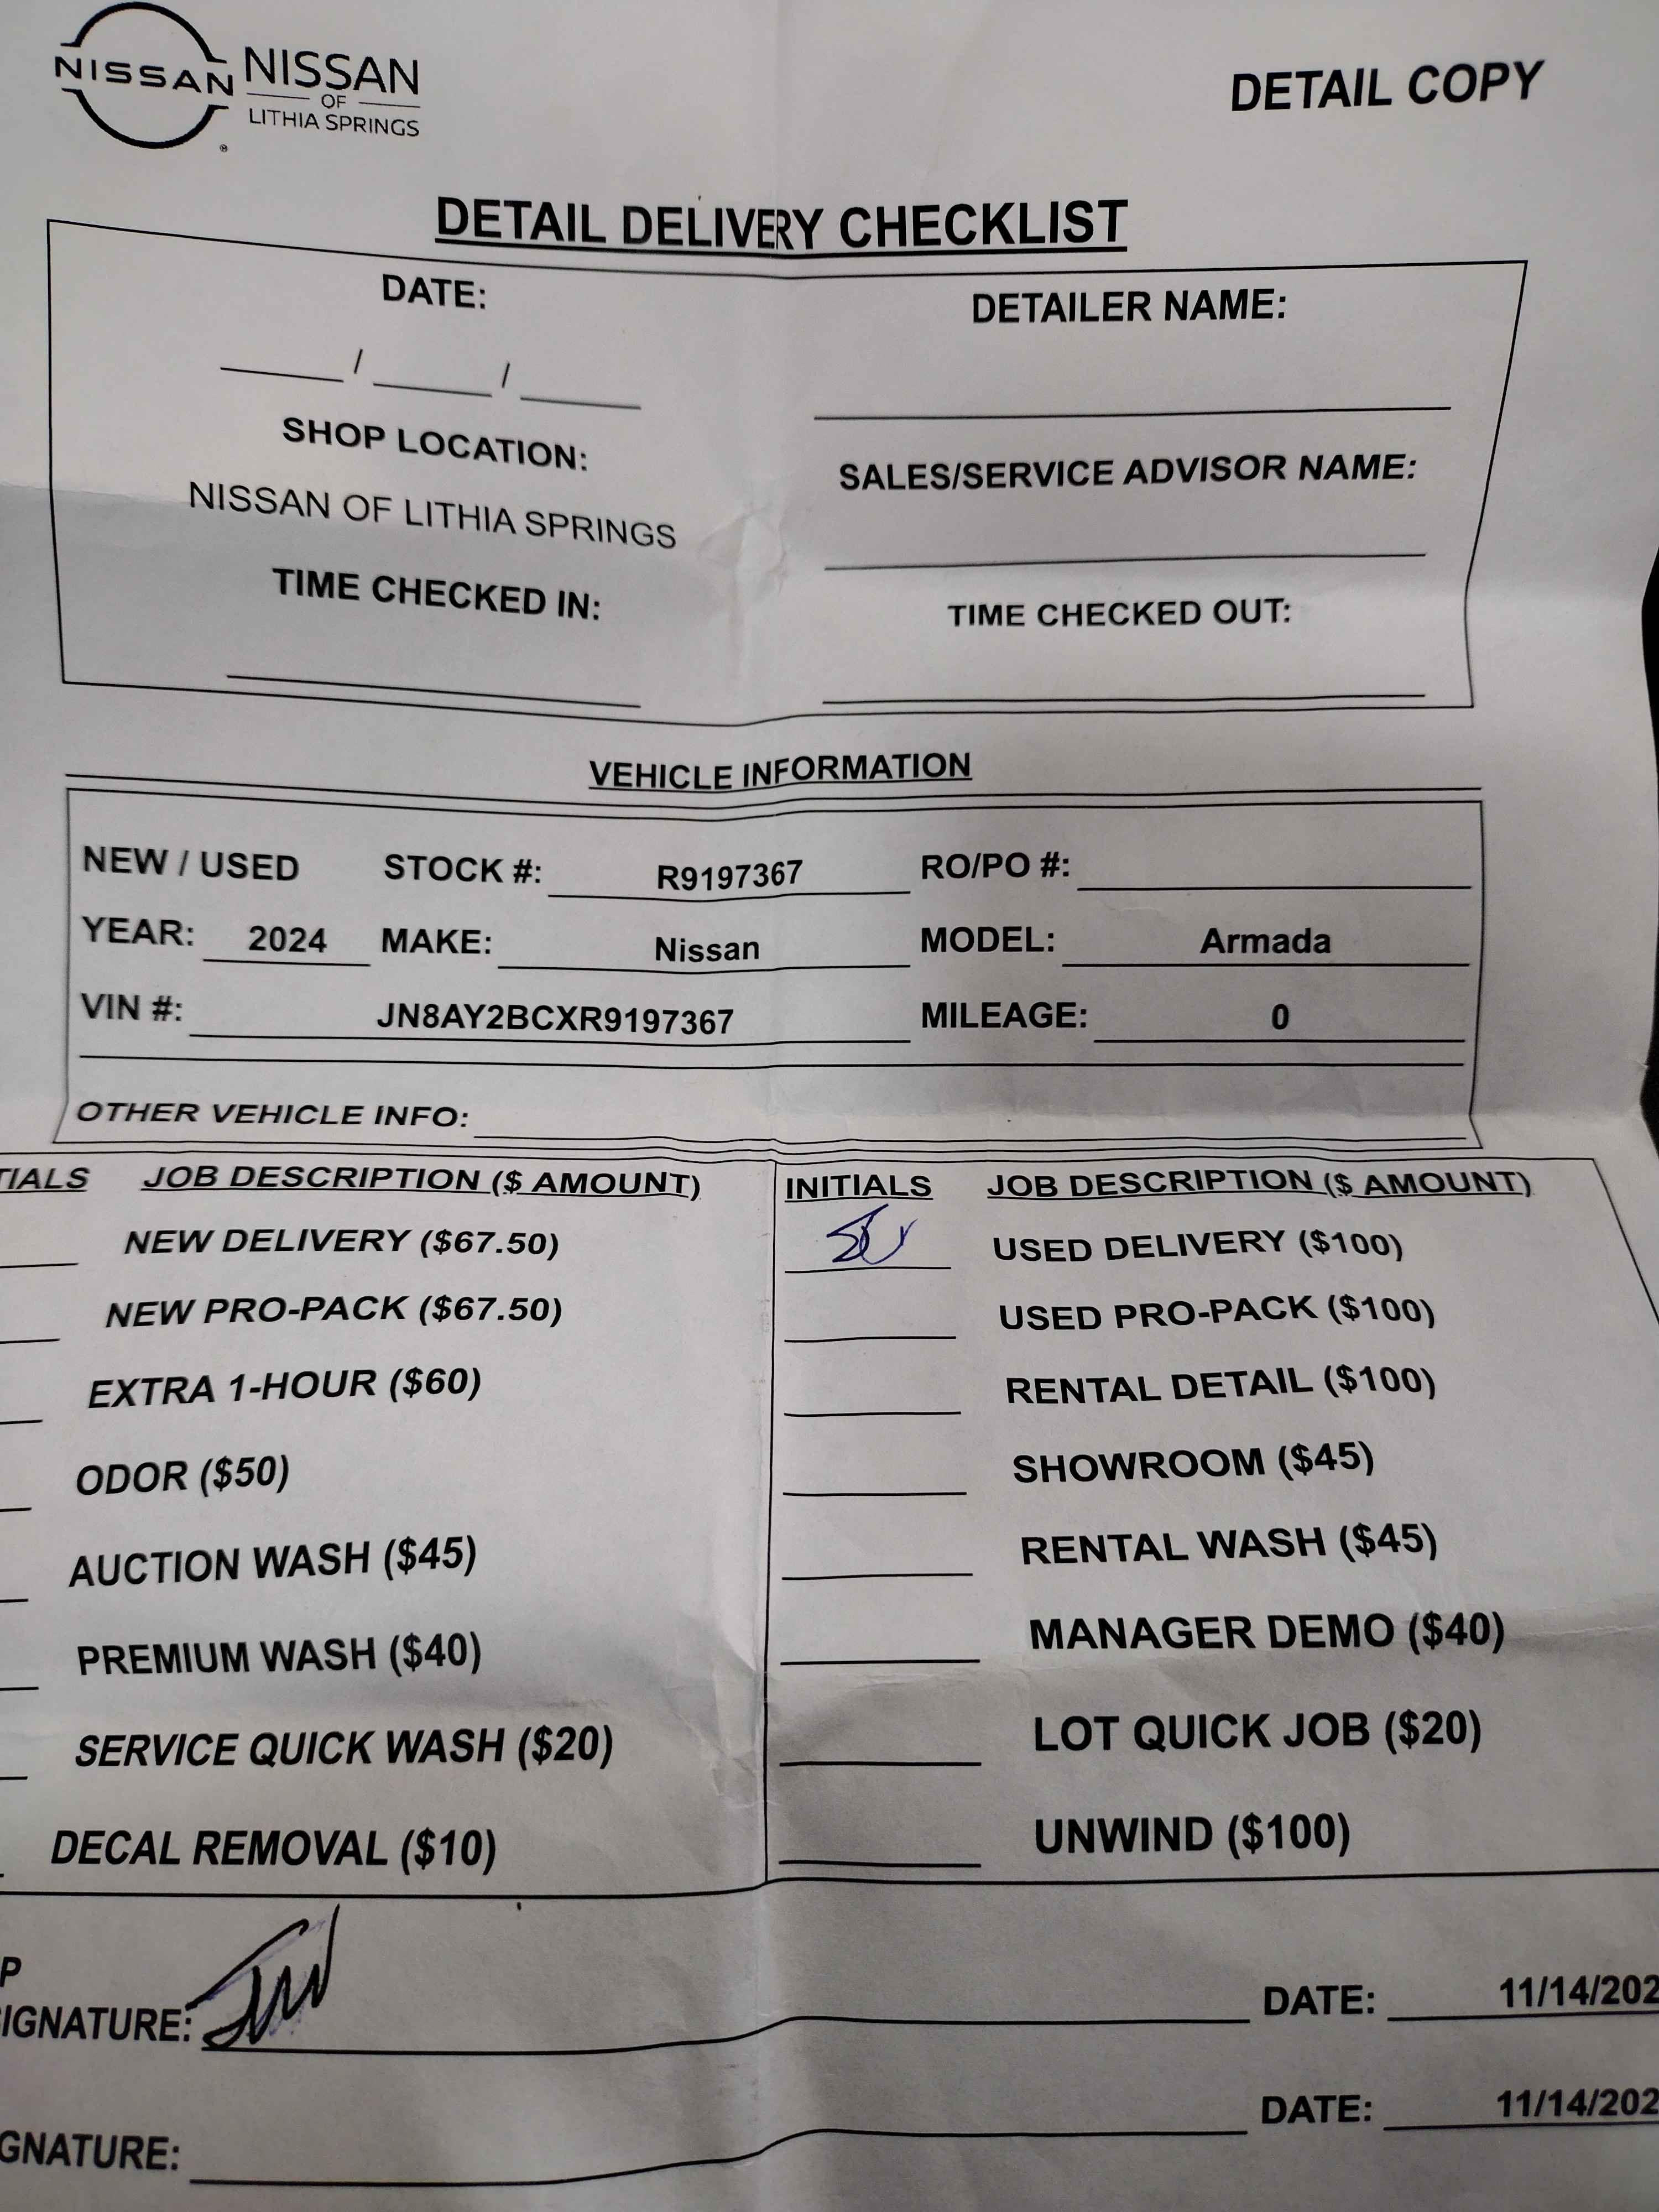 NISSAN NISSAN
OF
LITHIA SPRINGS
®
DETAIL COPY
DETAIL DELIVERY CHECKLIST
DATE:
DETAILER NAME:
/ /
SHOP LOCATION:
SALES/SERVICE ADVISOR NAME:
NISSAN OF LITHIA SPRINGS
TIME CHECKED IN:
TIME CHECKED OUT:
VEHICLE INFORMATION
NEW / USED STOCK #: R9197367 RO/PO #:
YEAR: 2024 MAKE: Nissan MODEL: Armada
VIN #: JN8AY2BCXR9197367 MILEAGE: 0
OTHER VEHICLE INFO:
TIALS JOB DESCRIPTION ($ AMOUNT) INITIALS JOB DESCRIPTION ($ AMOUNT)
NEW DELIVERY ($67.50) USED DELIVERY ($100)
NEW PRO-PACK ($67.50) USED PRO-PACK ($100)
EXTRA 1-HOUR ($60) RENTAL DETAIL ($100)
ODOR ($50) SHOWROOM ($45)
AUCTION WASH ($45) RENTAL WASH ($45)
PREMIUM WASH ($40) MANAGER DEMO ($40)
SERVICE QUICK WASH ($20) LOT QUICK JOB ($20)
DECAL REMOVAL ($10) UNWIND ($100)
P
IGNATURE: DATE: 11/14/202
GNATURE: DATE: 11/14/202